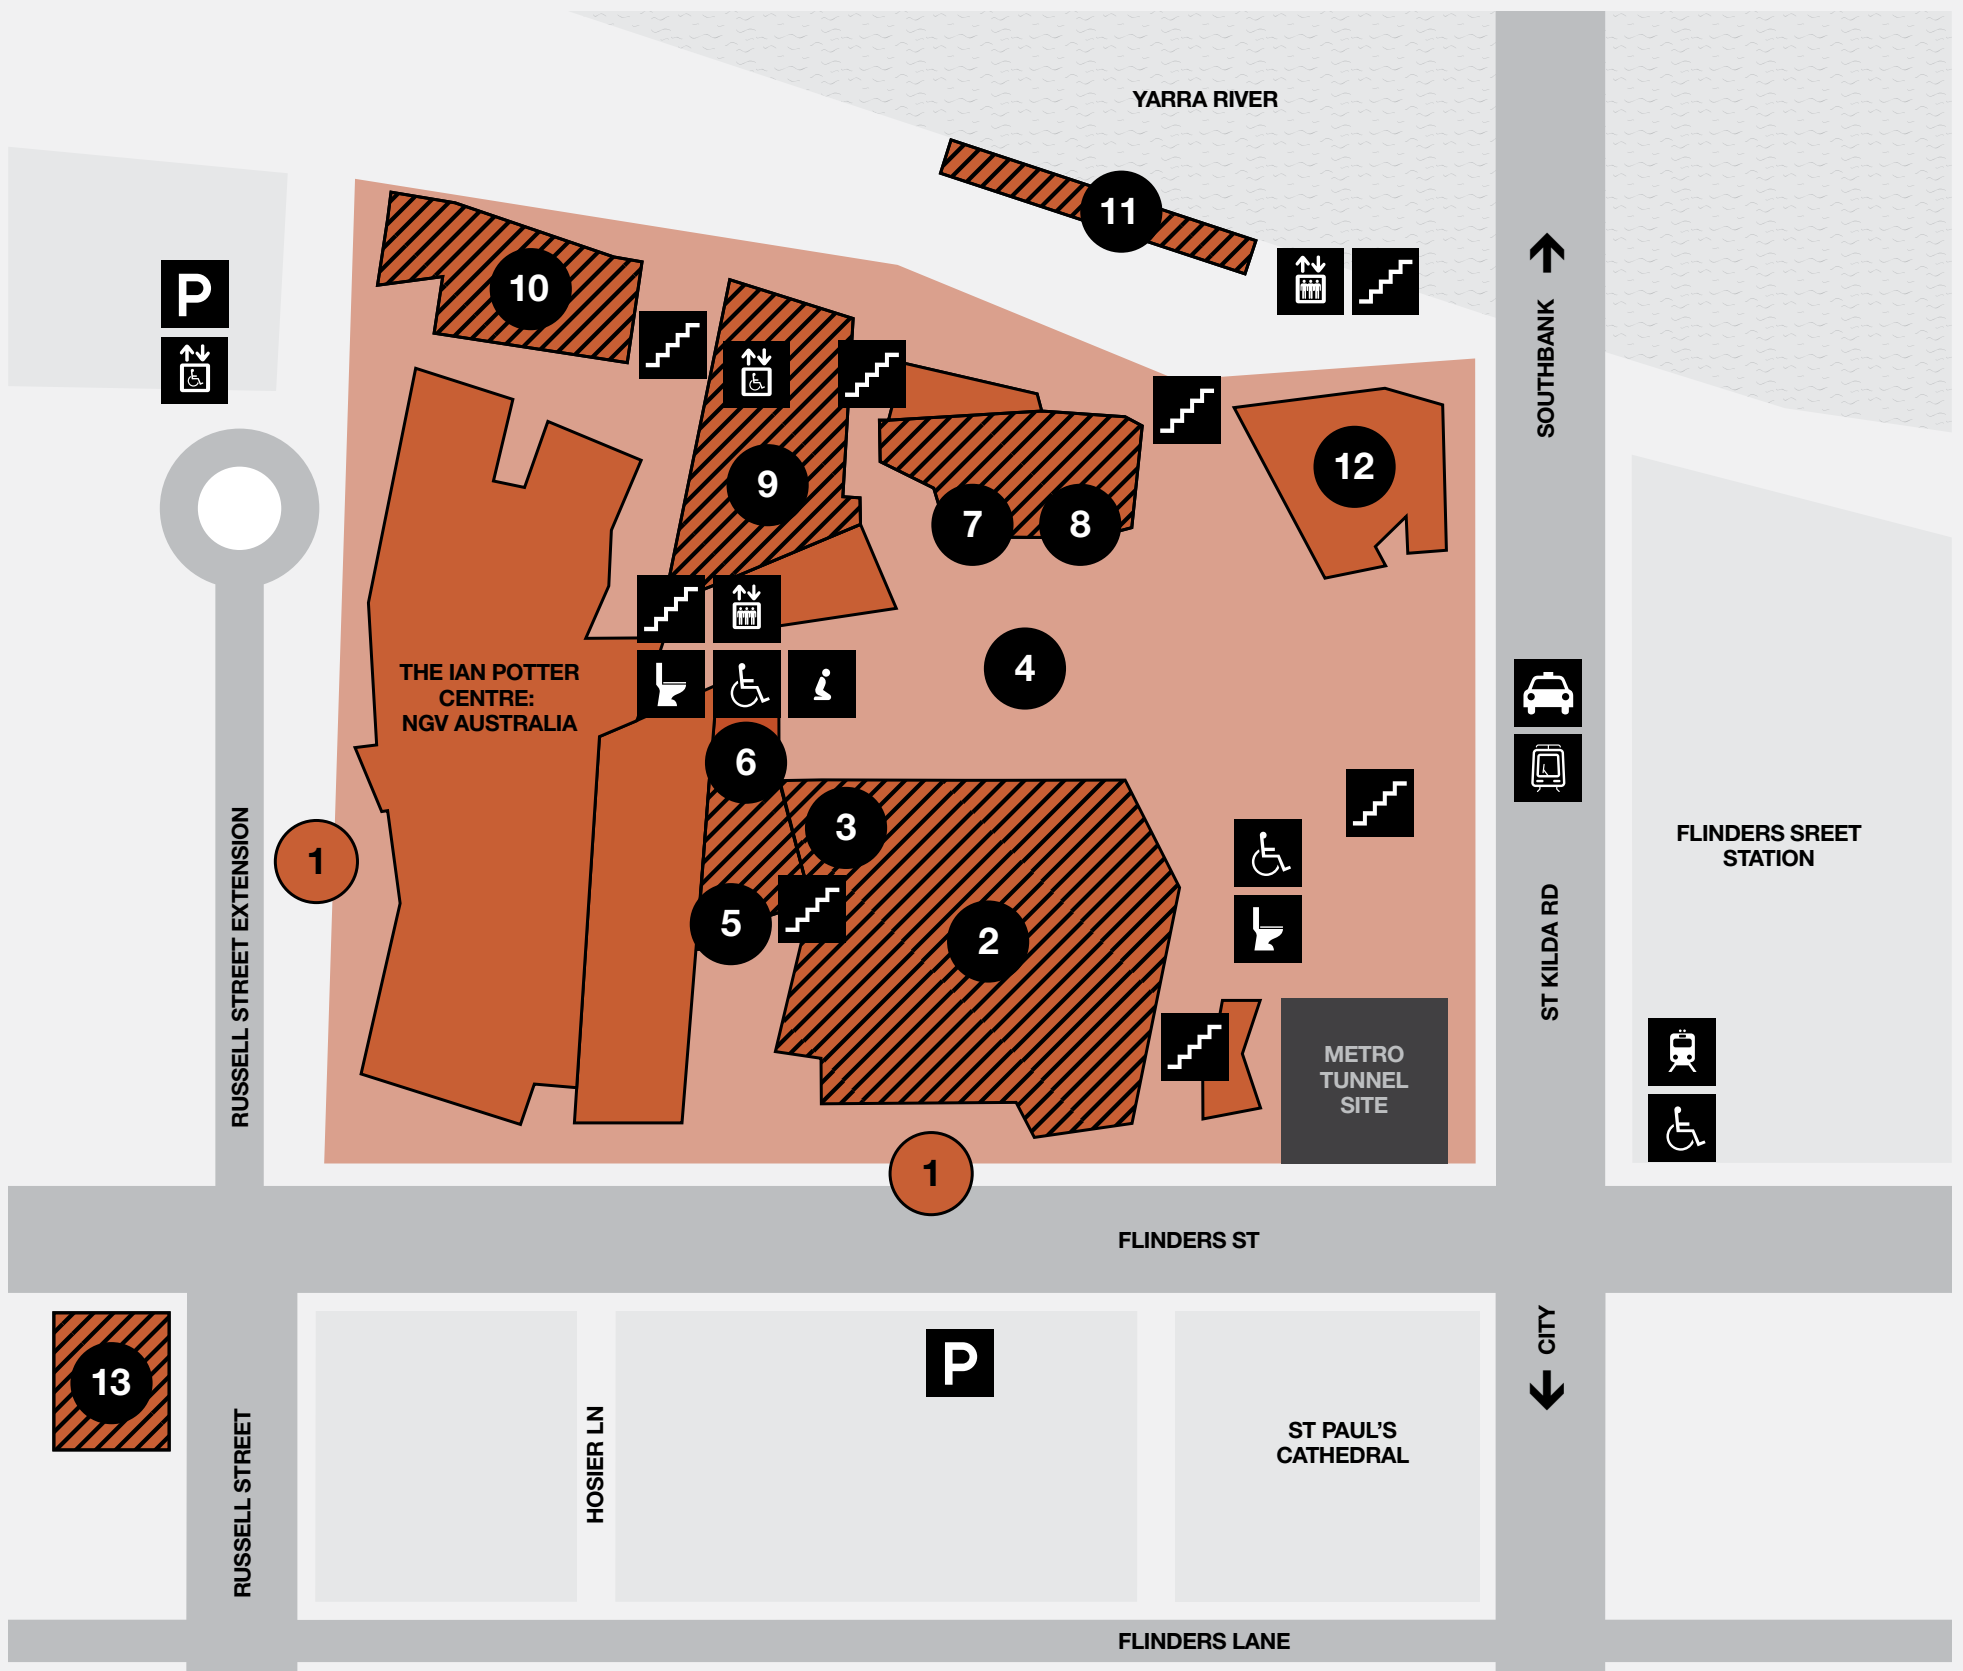 YARRA RIVER
11
10
P
SOUTHBANK
12
9
7
8
4
THE IAN POTTER
CENTRE:
NGV AUSTRALIA
6
3
FLINDERS SREET
STATION
1
5
2
RUSSELL STREET EXTENSION
ST KILDA RD
METRO
TUNNEL
SITE
1
FLINDERS ST
CITY
13
P
HOSIER LN
ST PAUL'S
CATHEDRAL
RUSSELL STREET
FLINDERS LANE